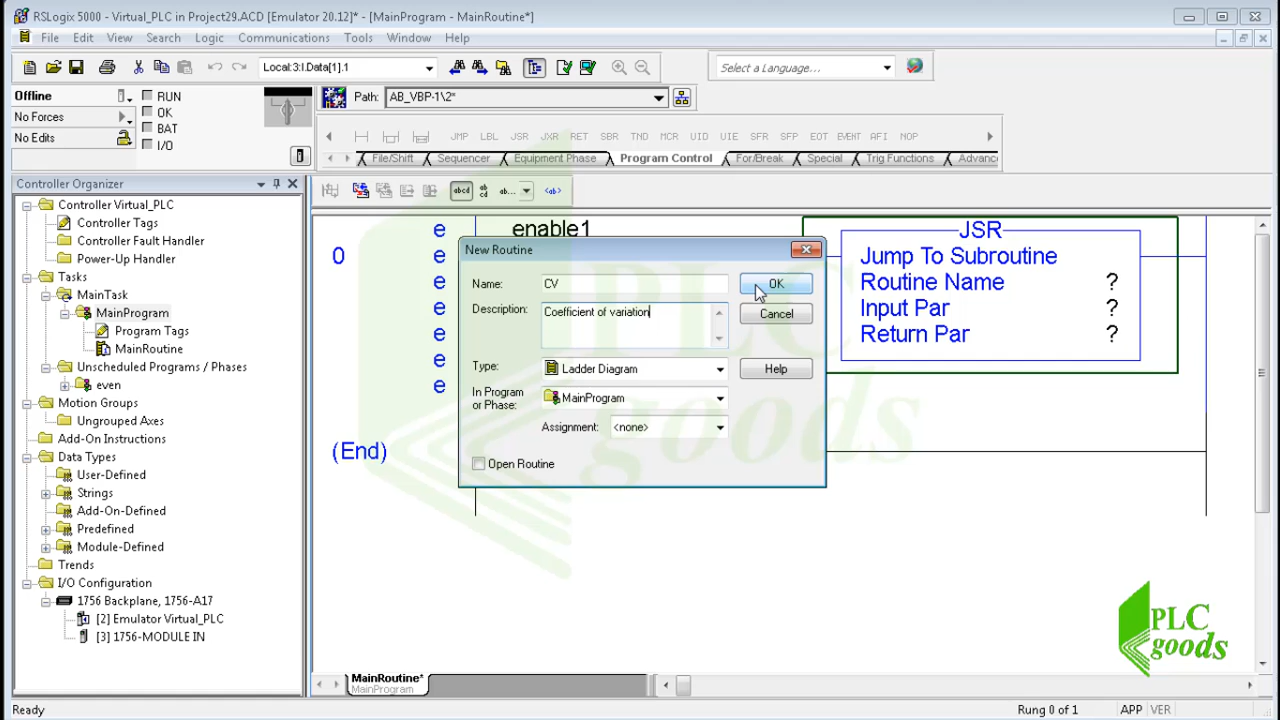 RSLogix 5000 - Virtual_PLC in Project29.ACD [Emulator 20.12]* - [MainProgram - MainRoutine*]
File Edit View Search Logic Communications Tools Window Help
Local:3:I.Data[1].1
Select a Language...
Offline
No Forces
No Edits
RUN
OK
BAT
I/O
Path: AB_VBP-1\2*
JMP LBL JSR JXR RET SBR TND MCR UID UIE SFR SFP EOT EVENT AFI NOP
File/Shift Sequencer Equipment Phase Program Control For/Break Special Trig Functions Advanc
Controller Organizer
Controller Virtual_PLC
Controller Tags
Controller Fault Handler
Power-Up Handler
Tasks
MainTask
MainProgram
Program Tags
MainRoutine
Unscheduled Programs / Phases
even
Motion Groups
Ungrouped Axes
Add-On Instructions
Data Types
User-Defined
Strings
Add-On-Defined
Predefined
Module-Defined
Trends
I/O Configuration
1756 Backplane, 1756-A17
[2] Emulator Virtual_PLC
[3] 1756-MODULE IN
abcd ab cd ab... <ab>
e
0 e
e
e
e
e
e
enable1
(End)
JSR
Jump To Subroutine
Routine Name ?
Input Par ?
Return Par ?
New Routine
Name: CV OK
Description: Coefficient of variation Cancel
Type: Ladder Diagram Help
In Program
or Phase: MainProgram
Assignment: <none>
Open Routine
PLC
goods
PLC
goods
MainRoutine*
MainProgram
Ready
Rung 0 of 1 APP VER